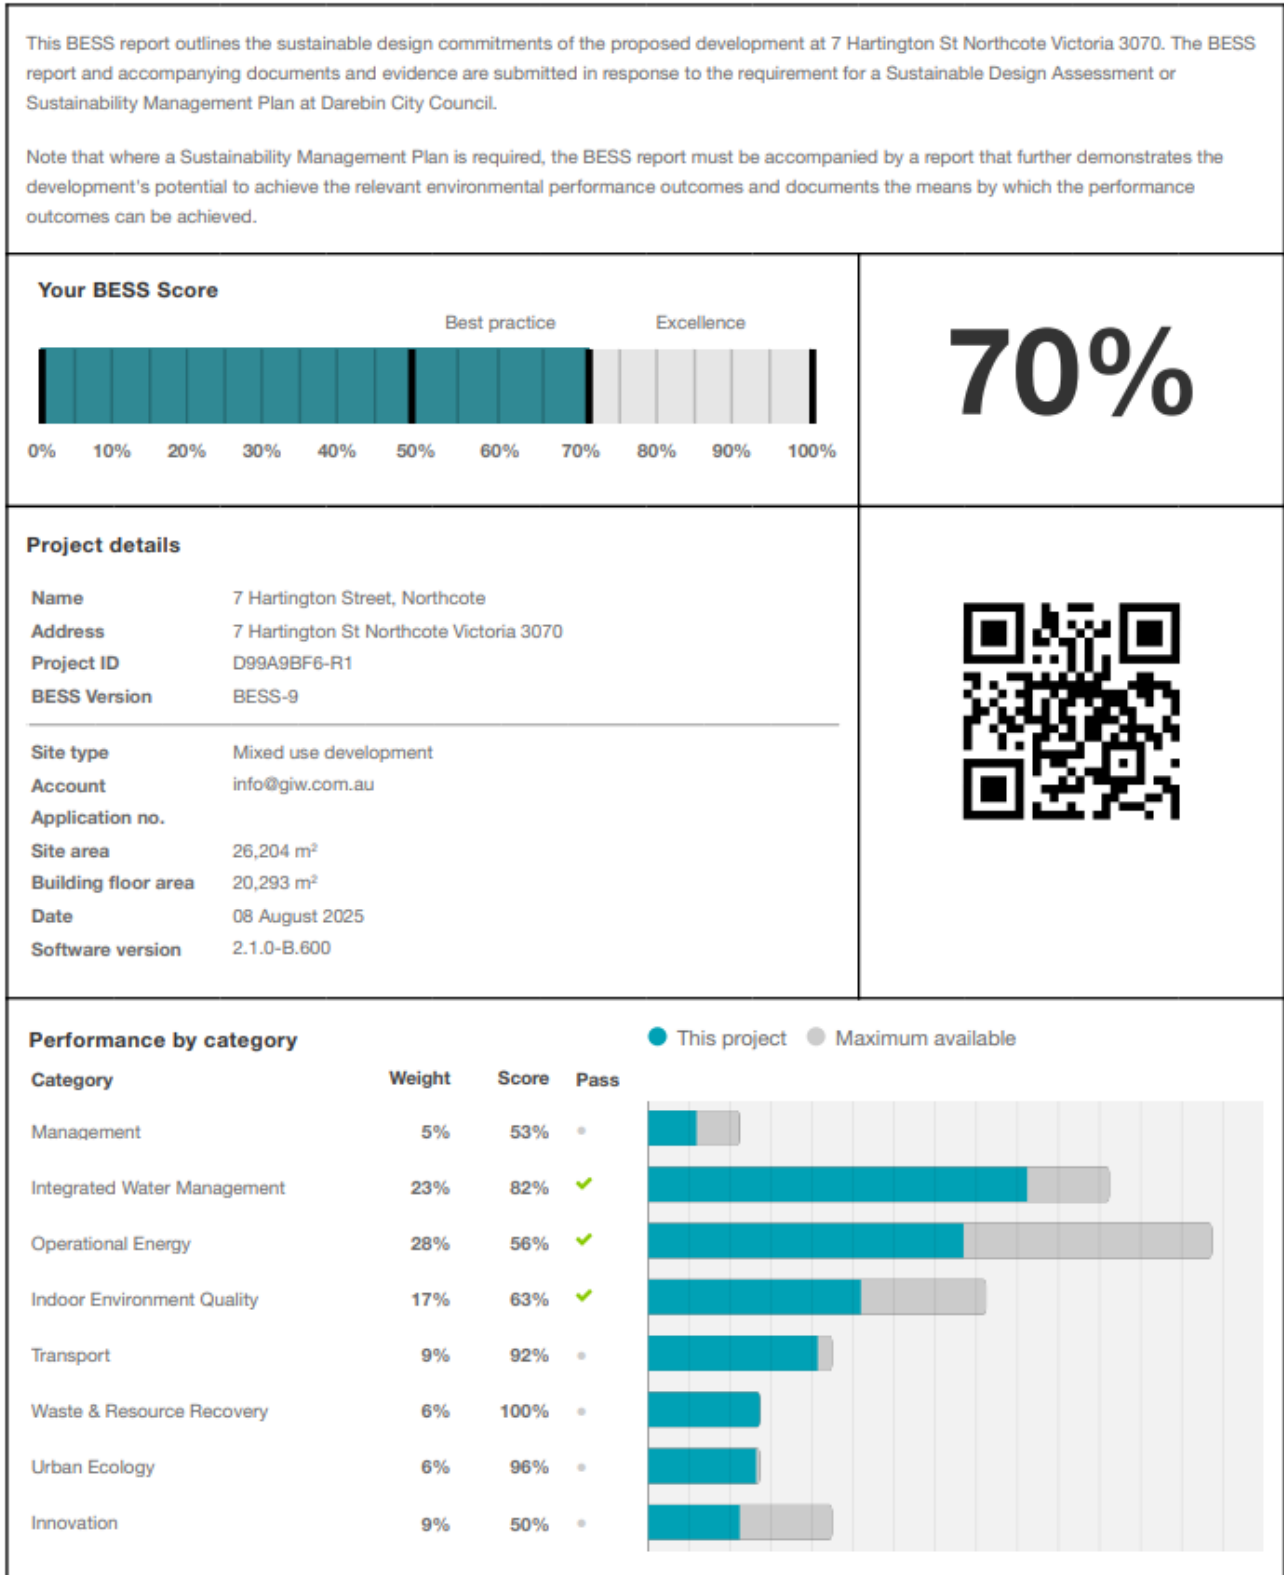 This BESS report outlines the sustainable design commitments of the proposed development at 7 Hartington St Northcote Victoria 3070. The BESS
report and accompanying documents and evidence are submitted in response to the requirement for a Sustainable Design Assessment or
Sustainability Management Plan at Darebin City Council.
Note that where a Sustainability Management Plan is required, the BESS report must be accompanied by a report that further demonstrates the
development's potential to achieve the relevant environmental performance outcomes and documents the means by which the performance
outcomes can be achieved.
Your BESS Score
Best practice Excellence
0% 10% 20% 30% 40% 50% 60% 70% 80% 90% 100%
70%
Project details
Name 7 Hartington Street, Northcote
Address 7 Hartington St Northcote Victoria 3070
Project ID D99A9BF6-R1
BESS Version BESS-9
Site type Mixed use development
Account info@giw.com.au
Application no.
Site area 26,204 m²
Building floor area 20,293 m²
Date 08 August 2025
Software version 2.1.0-B.600
Performance by category
This project Maximum available
Category Weight Score Pass
Management 5% 53%
Integrated Water Management 23% 82%
Operational Energy 28% 56%
Indoor Environment Quality 17% 63%
Transport 9% 92%
Waste & Resource Recovery 6% 100%
Urban Ecology 6% 96%
Innovation 9% 50%